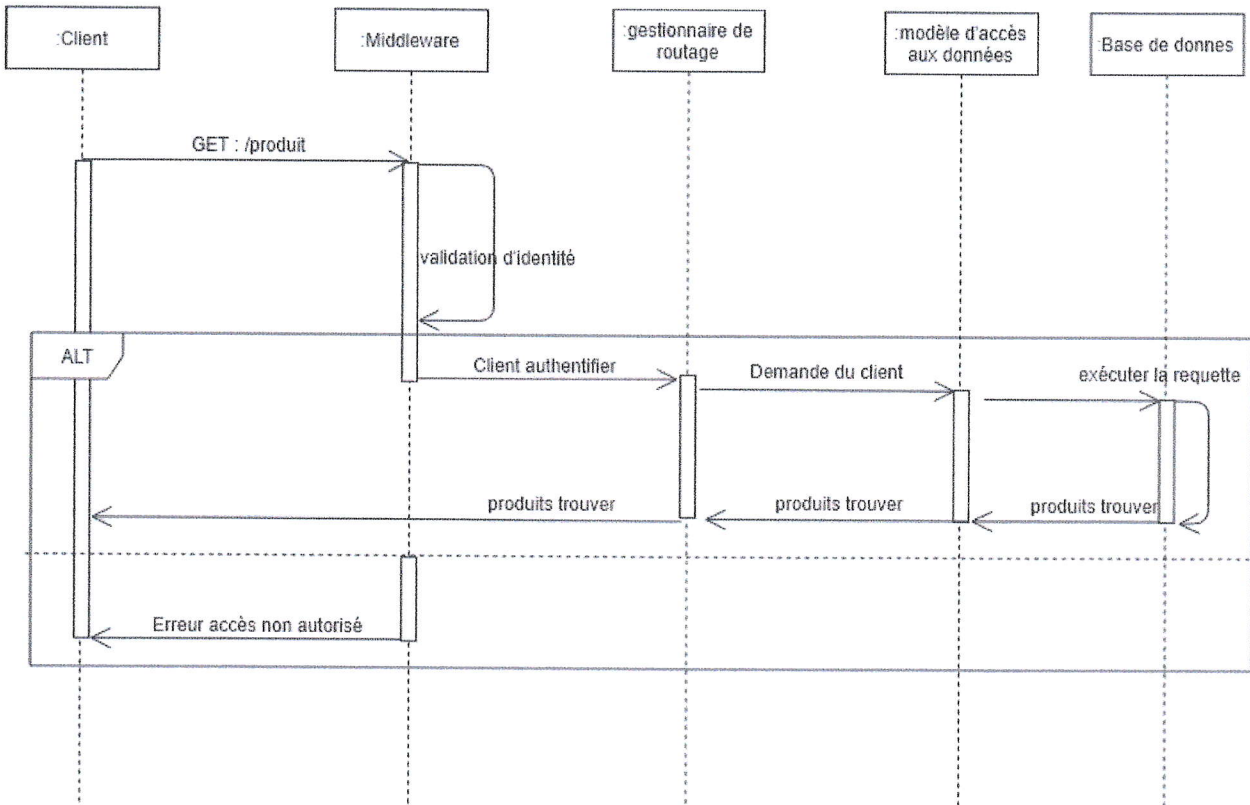 :Client
:Middleware
:gestionnaire de
routage
:modèle d'accès
aux données
:Base de donnes
GET : /produit
validation d'identité
ALT
Client authentifier
Demande du client
exécuter la requette
produits trouver
produits trouver
produits trouver
Erreur accès non autorisé